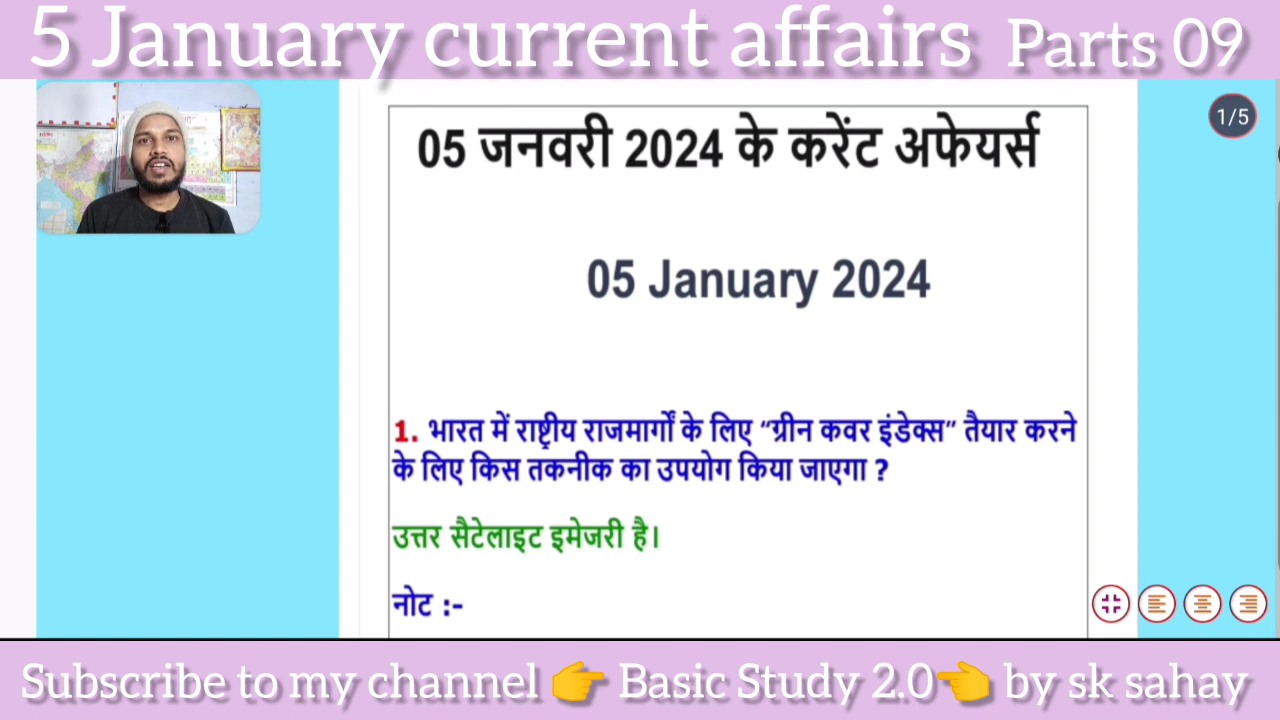 5 January current affairs Parts 09
1/5
05 जनवरी 2024 के करेंट अफेयर्स
05 January 2024
1. भारत में राष्ट्रीय राजमार्गों के लिए “ग्रीन कवर इंडेक्स” तैयार करने
के लिए किस तकनीक का उपयोग किया जाएगा ?
उत्तर सैटेलाइट इमेजरी है।
नोट :-
Subscribe to my channel 👉 Basic Study 2.0👈 by sk sahay